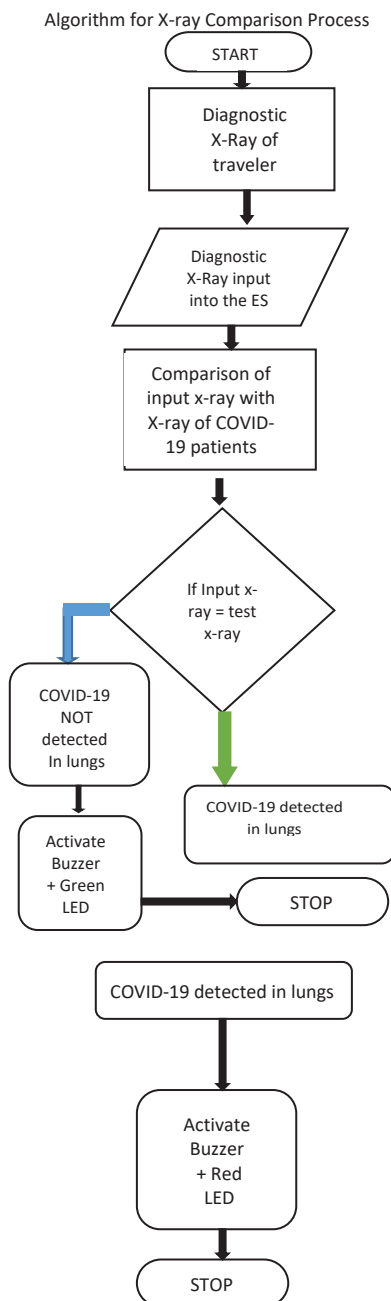 Algorithm for X-ray Comparison Process
START
Diagnostic
X-Ray of
traveler
Diagnostic
X-Ray input
into the ES
Comparison of
input x-ray with
X-ray of COVID-
19 patients
If Input x-
ray = test
x-ray
COVID-19
NOT
detected
In lungs
COVID-19 detected
in lungs
Activate
Buzzer
+ Green
LED
STOP
COVID-19 detected in lungs
Activate
Buzzer
+ Red
LED
STOP